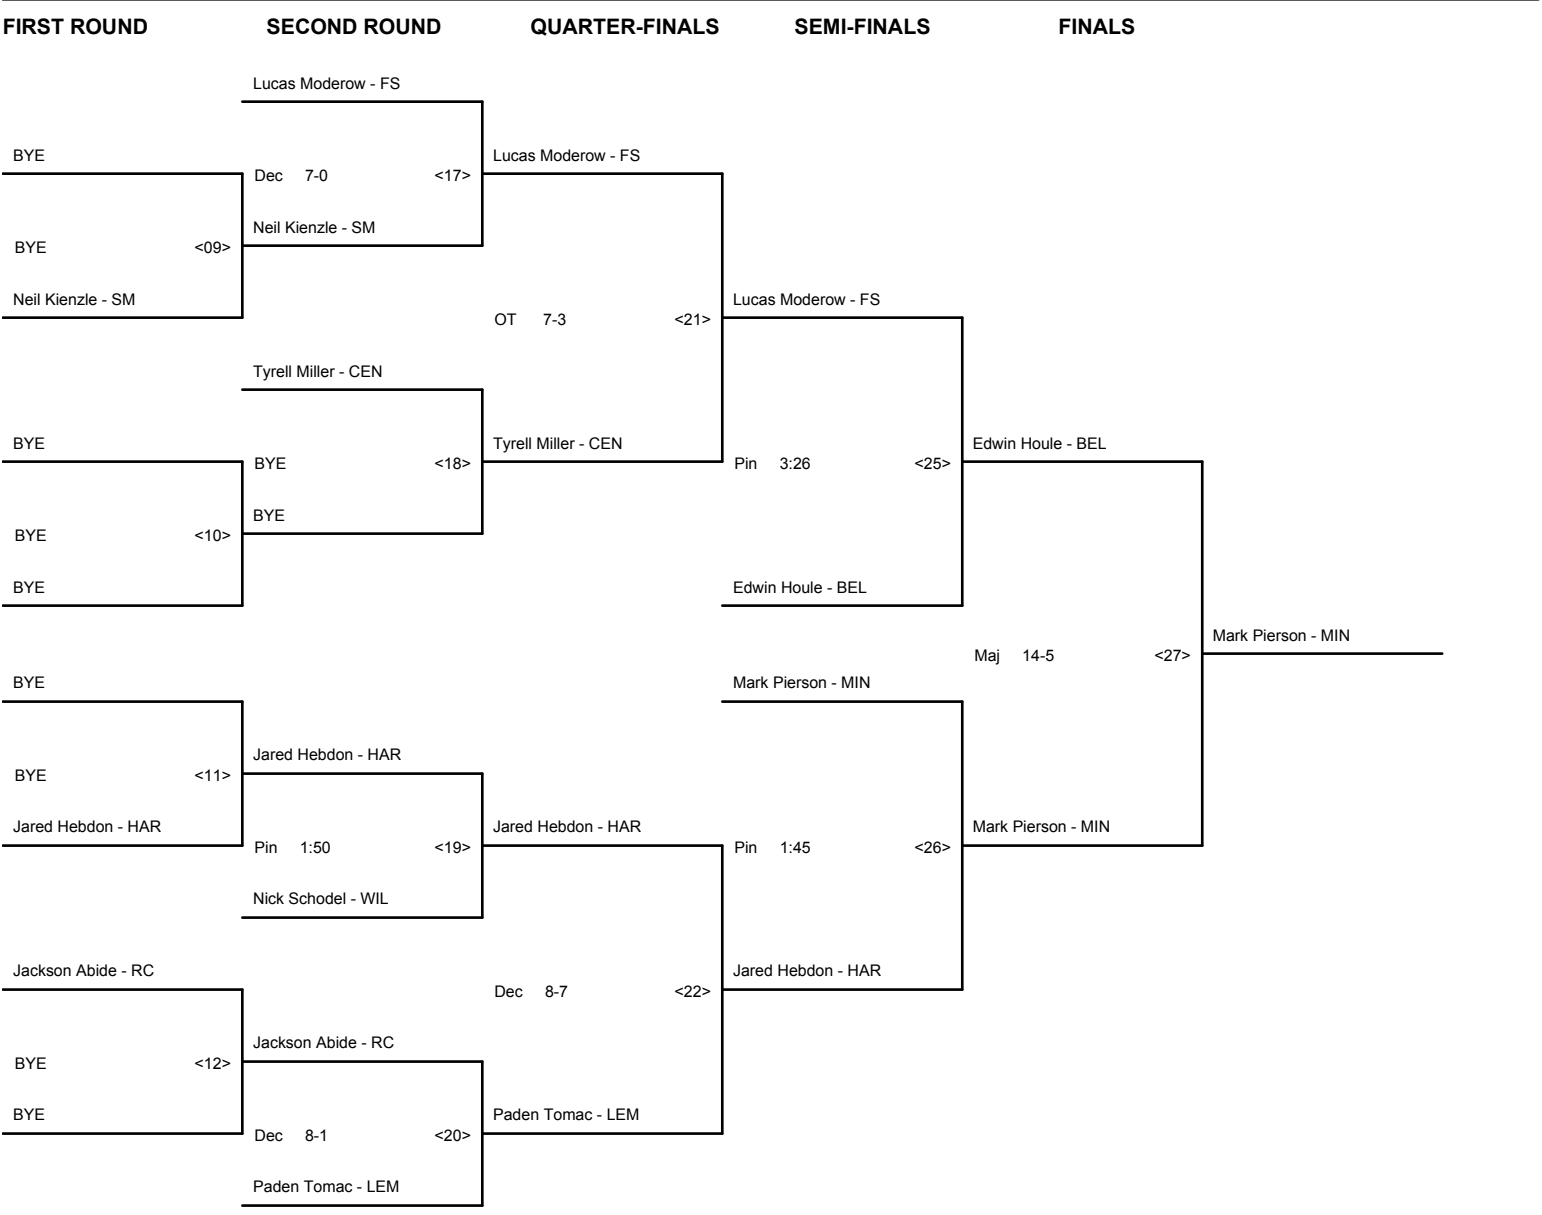 FIRST ROUND SECOND ROUND QUARTER-FINALS SEMI-FINALS FINALS
Lucas Moderow - FS
BYE Lucas Moderow - FS
Dec 7-0 <17>
Neil Kienzle - SM
BYE <09>
Neil Kienzle - SM Lucas Moderow - FS
OT 7-3 <21>
Tyrell Miller - CEN
BYE Tyrell Miller - CEN Edwin Houle - BEL
BYE <18> Pin 3:26 <25>
BYE
BYE <10>
BYE Edwin Houle - BEL
Mark Pierson - MIN
Maj 14-5 <27>
BYE Mark Pierson - MIN
Jared Hebdon - HAR
BYE <11>
Jared Hebdon - HAR Jared Hebdon - HAR Mark Pierson - MIN
Pin 1:50 <19> Pin 1:45 <26>
Nick Schodel - WIL
Jackson Abide - RC Jared Hebdon - HAR
Dec 8-7 <22>
Jackson Abide - RC
BYE <12>
BYE Paden Tomac - LEM
Dec 8-1 <20>
Paden Tomac - LEM